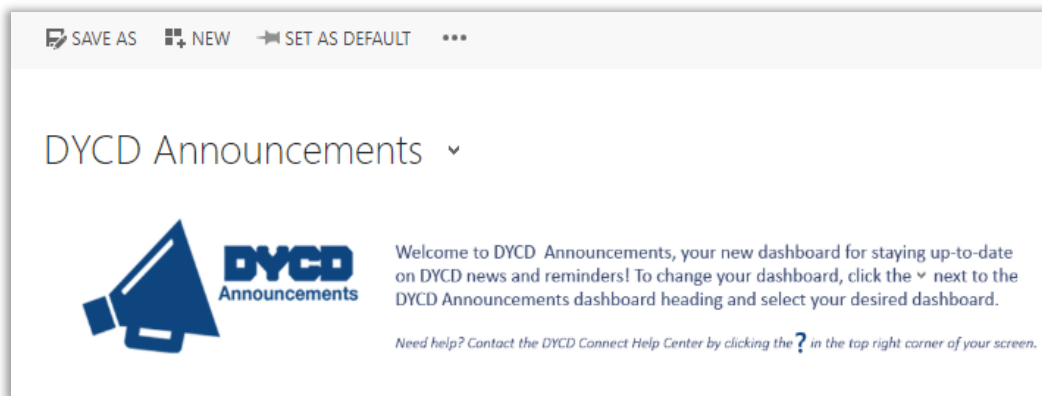 SAVE AS NEW SET AS DEFAULT •••
DYCD Announcements
DYCD
Announcements
Welcome to DYCD Announcements, your new dashboard for staying up-to-date
on DYCD news and reminders! To change your dashboard, click the ˅ next to the
DYCD Announcements dashboard heading and select your desired dashboard.
Need help? Contact the DYCD Connect Help Center by clicking the ? in the top right corner of your screen.